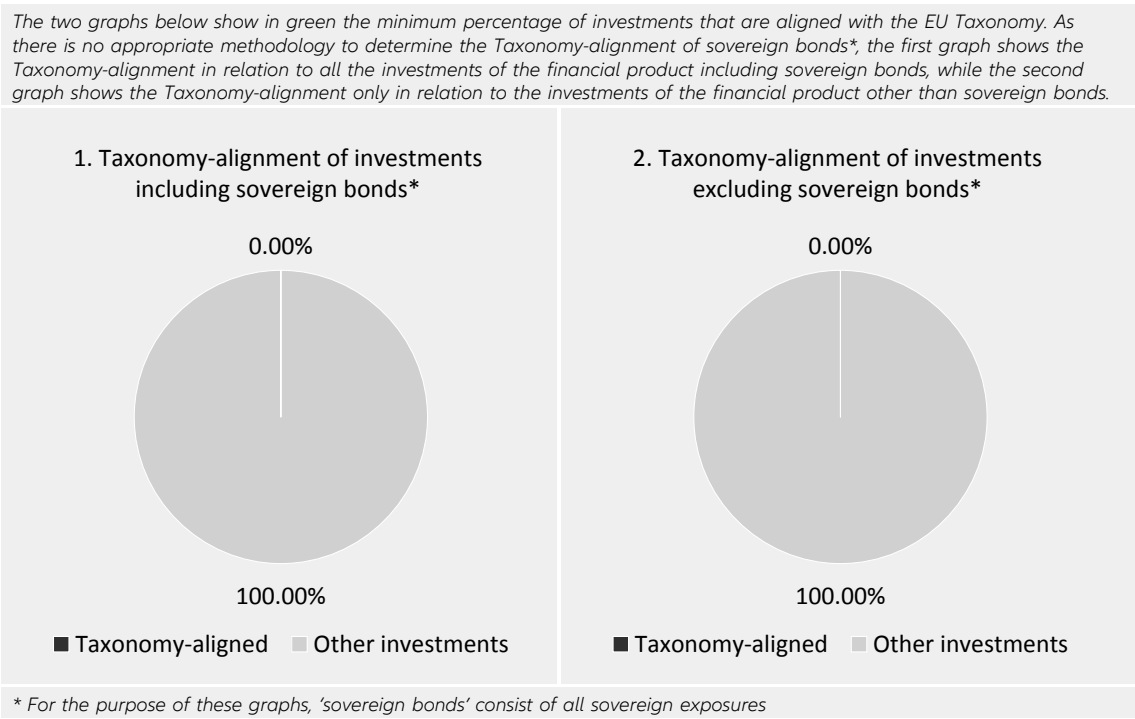 The two graphs below show in green the minimum percentage of investments that are aligned with the EU Taxonomy. As
there is no appropriate methodology to determine the Taxonomy-alignment of sovereign bonds*, the first graph shows the
Taxonomy-alignment in relation to all the investments of the financial product including sovereign bonds, while the second
graph shows the Taxonomy-alignment only in relation to the investments of the financial product other than sovereign bonds.
1. Taxonomy-alignment of investments
including sovereign bonds*
0.00%
100.00%
Taxonomy-aligned Other investments
2. Taxonomy-alignment of investments
excluding sovereign bonds*
0.00%
100.00%
Taxonomy-aligned Other investments
* For the purpose of these graphs, ‘sovereign bonds’ consist of all sovereign exposures